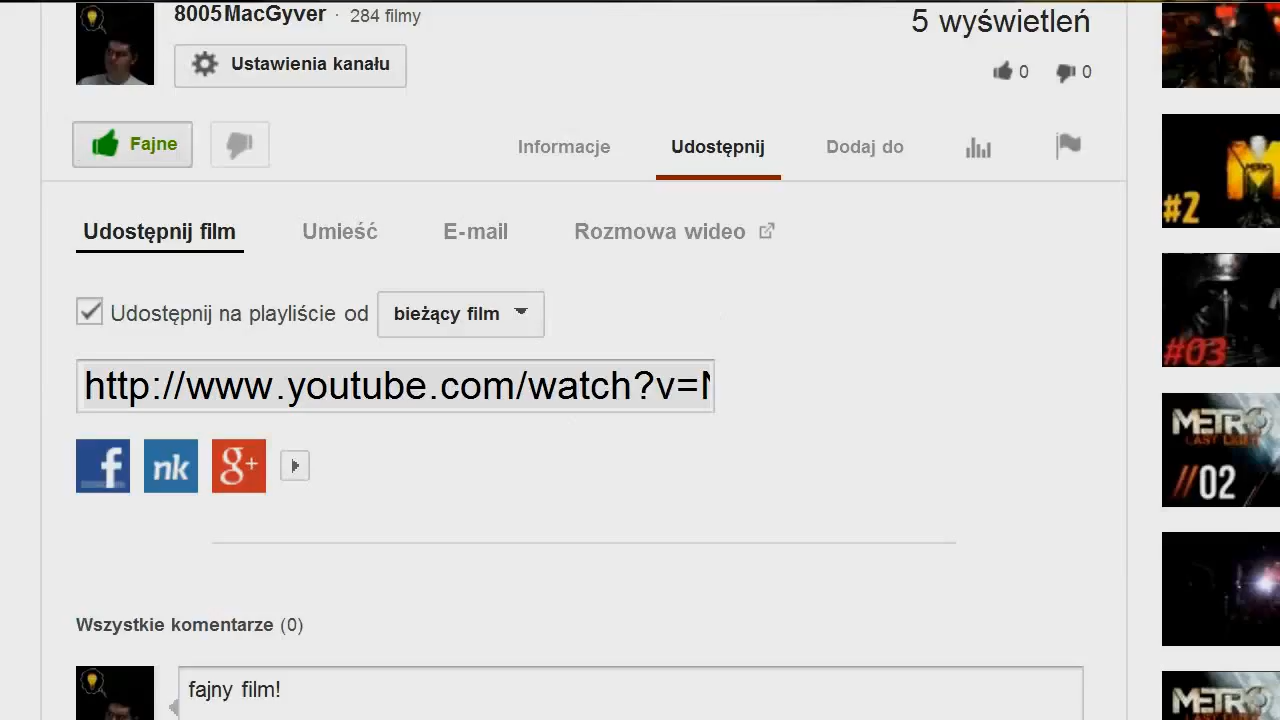 8005MacGyver · 284 filmy
5 wyświetleń
Ustawienia kanału
0 0
Fajne
Informacje Udostępnij Dodaj do
Udostępnij film Umieść E-mail Rozmowa wideo
#2
Udostępnij na playliście od bieżący film
#03
http://www.youtube.com/watch?v=N
f nk g+
METRO
LAST LIGHT
//02
Wszystkie komentarze (0)
fajny film!
METRO